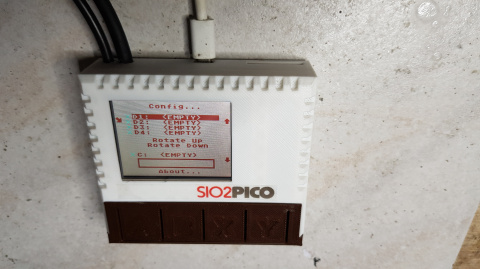 Config...
D1: <EMPTY>
D2: <EMPTY>
D3: <EMPTY>
D4: <EMPTY>
Rotate Up
Rotate Down
C: <EMPTY>
About...
SIO2PICO